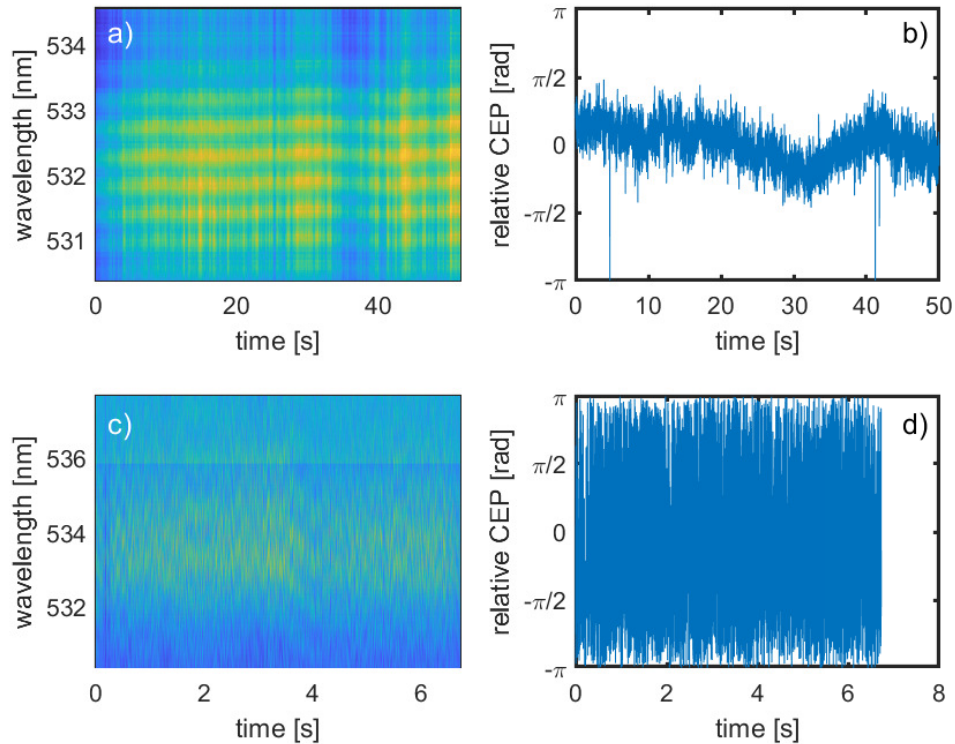 a)
wavelength [nm]
534
533
532
531
0 20 40
time [s]
b)
relative CEP [rad]
π
π/2
0
-π/2
-π
0 10 20 30 40 50
time [s]
c)
wavelength [nm]
536
534
532
0 2 4 6
time [s]
d)
relative CEP [rad]
π
π/2
0
-π/2
-π
0 2 4 6 8
time [s]